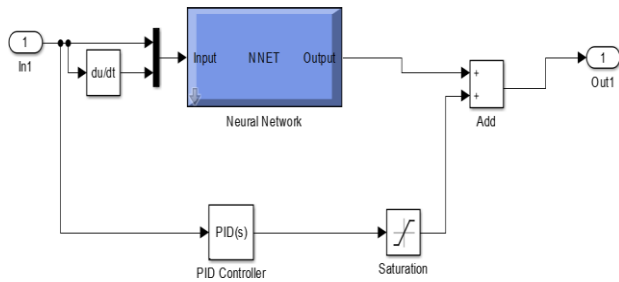 1
In1
du/dt
Input NNET Output
Neural Network
+
+
Add
1
Out1
PID(s)
PID Controller
Saturation